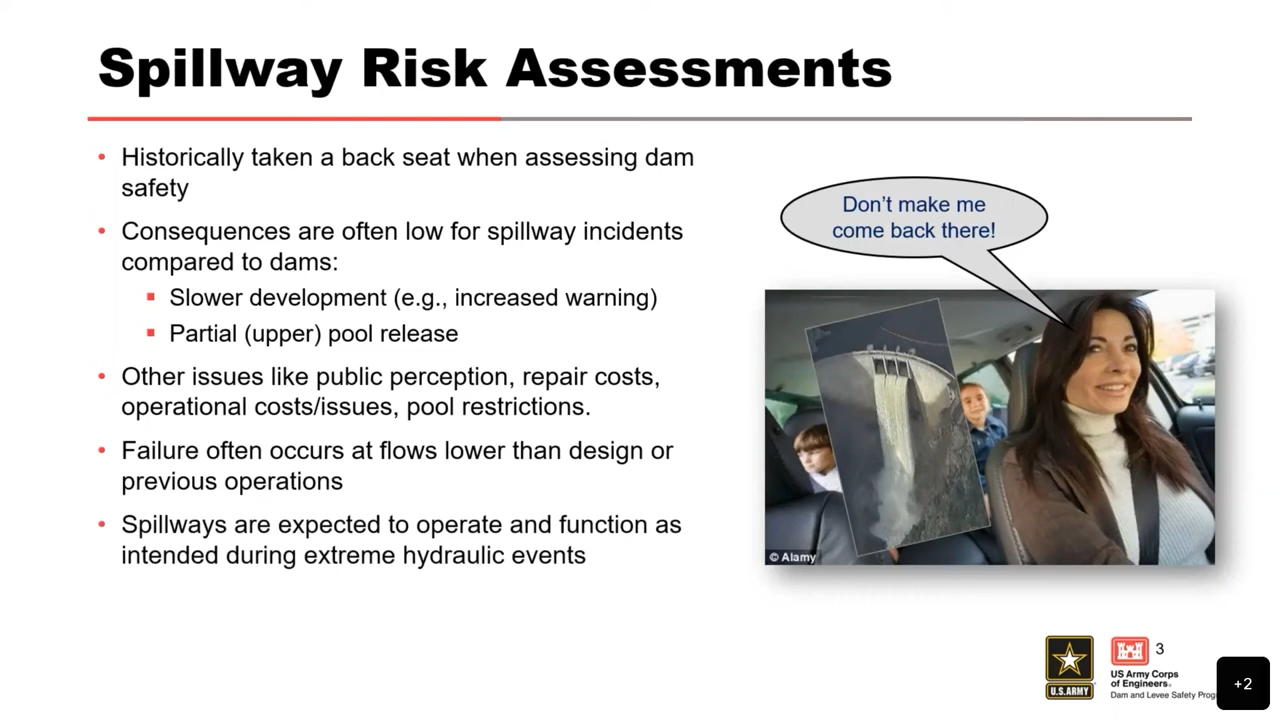 Spillway Risk Assessments
• Historically taken a back seat when assessing dam
safety
• Consequences are often low for spillway incidents
compared to dams:
▪ Slower development (e.g., increased warning)
▪ Partial (upper) pool release
• Other issues like public perception, repair costs,
operational costs/issues, pool restrictions.
• Failure often occurs at flows lower than design or
previous operations
• Spillways are expected to operate and function as
intended during extreme hydraulic events
Don't make me
come back there!
© Alamy
U.S.ARMY
3
US Army Corps
of Engineers®
Dam and Levee Safety Prog
+2